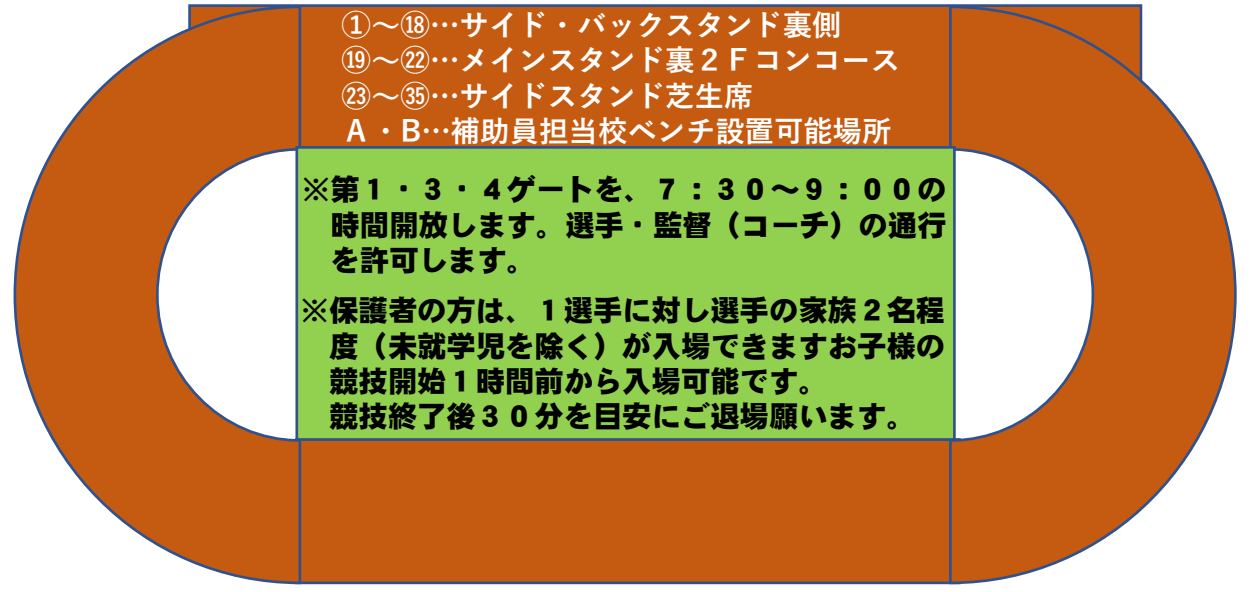 ①～⑱…サイド・バックスタンド裏側
⑲～㉒…メインスタンド裏２Ｆコンコース
㉓～㉟…サイドスタンド芝生席
Ａ・Ｂ…補助員担当校ベンチ設置可能場所
※第１・３・４ゲートを、７：３０～９：００の
時間開放します。選手・監督（コーチ）の通行
を許可します。
※保護者の方は、１選手に対し選手の家族２名程
度（未就学児を除く）が入場できますお子様の
競技開始１時間前から入場可能です。
競技終了後３０分を目安にご退場願います。